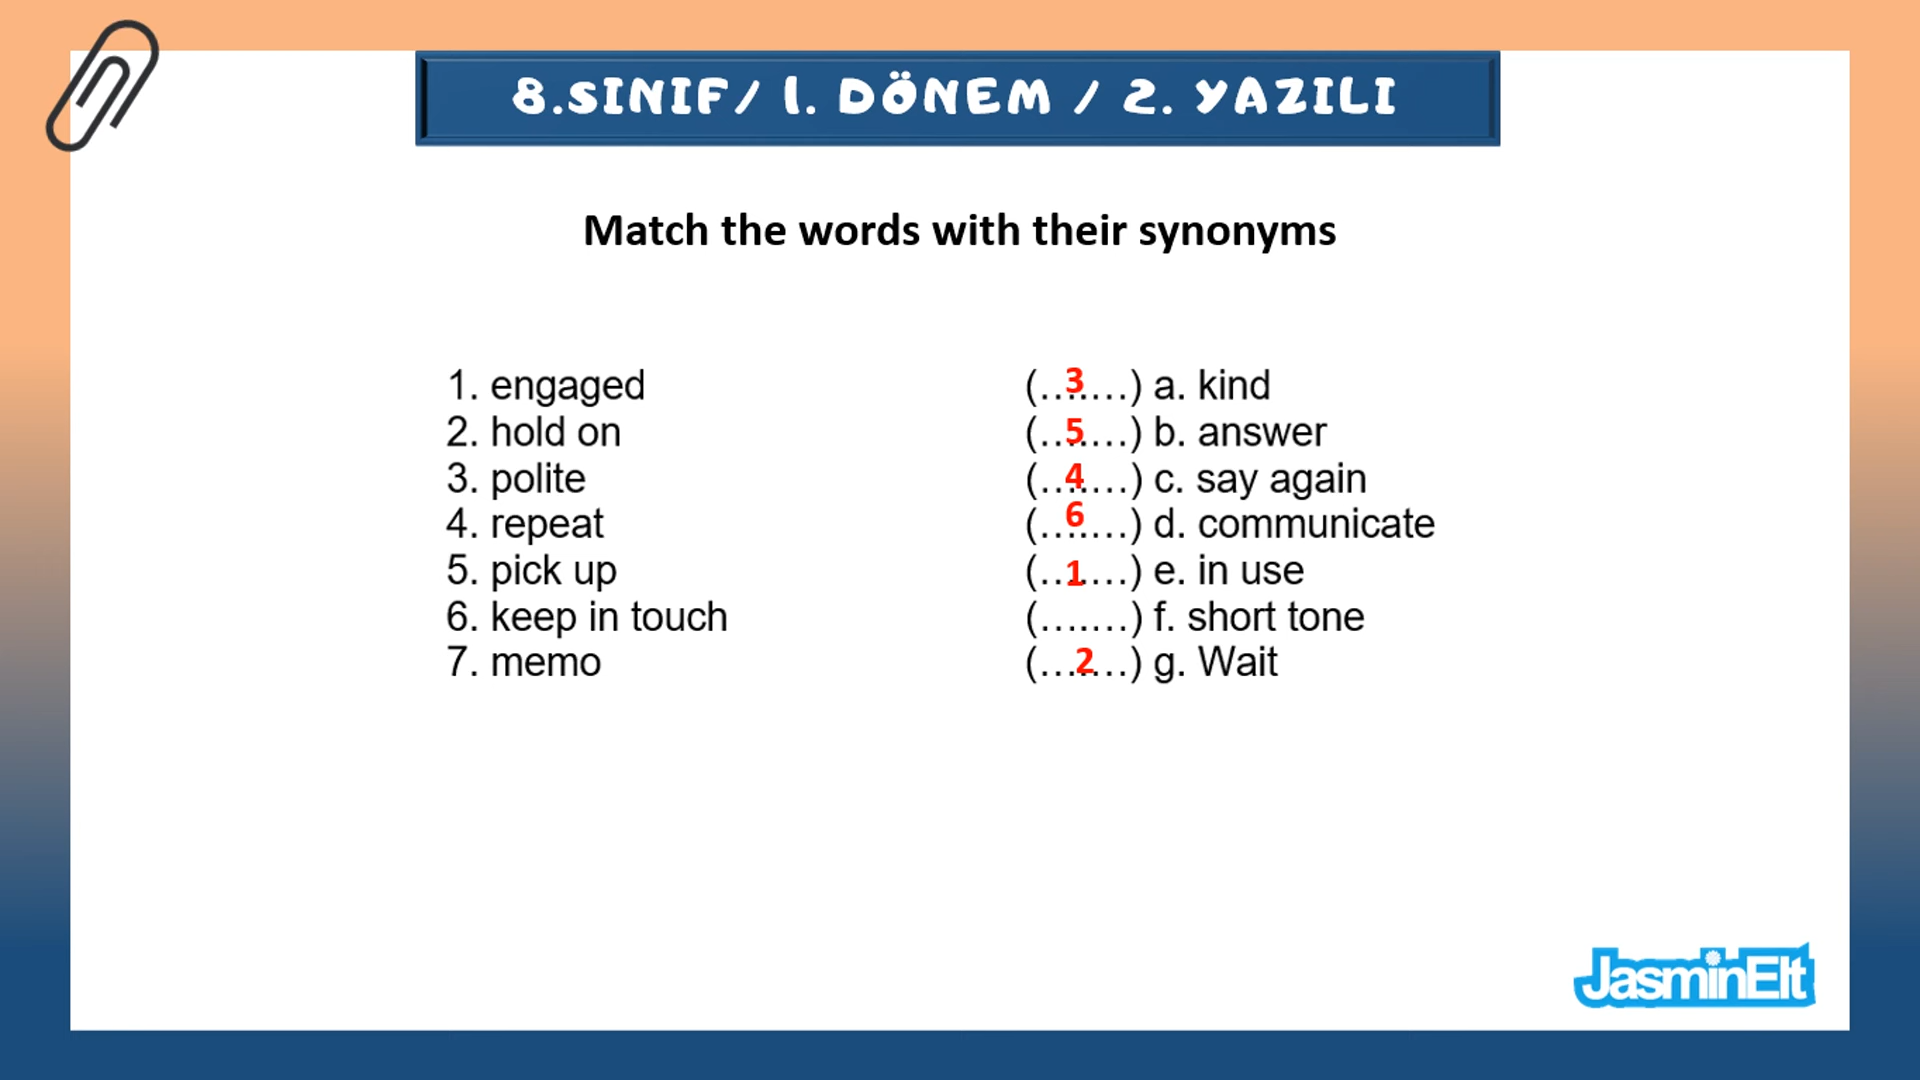 8.SINIF/ 1. DÖNEM / 2. YAZILI
Match the words with their synonyms
1. engaged
2. hold on
3. polite
4. repeat
5. pick up
6. keep in touch
7. memo
(…3….) a. kind
(…5….) b. answer
(…4….) c. say again
(…6….) d. communicate
(…1….) e. in use
(…….) f. short tone
(…2….) g. Wait
JasminElt